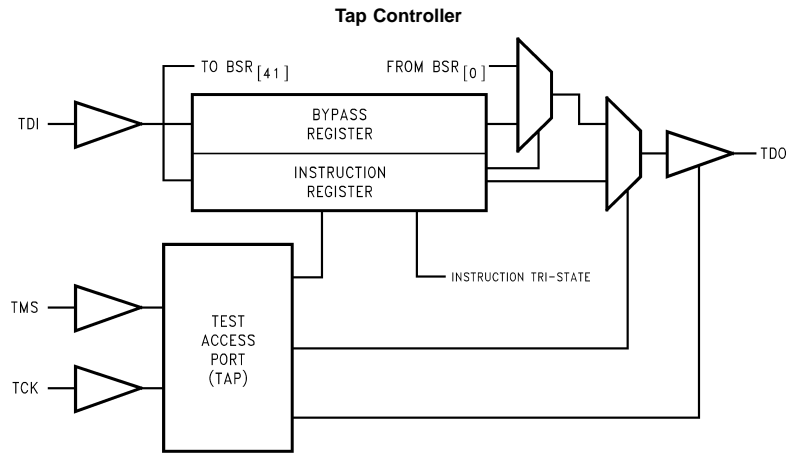 Tap Controller
TO BSR[41]
FROM BSR[0]
TDI
BYPASS
REGISTER
INSTRUCTION
REGISTER
TDO
INSTRUCTION TRI-STATE
TMS
TEST
ACCESS
PORT
(TAP)
TCK